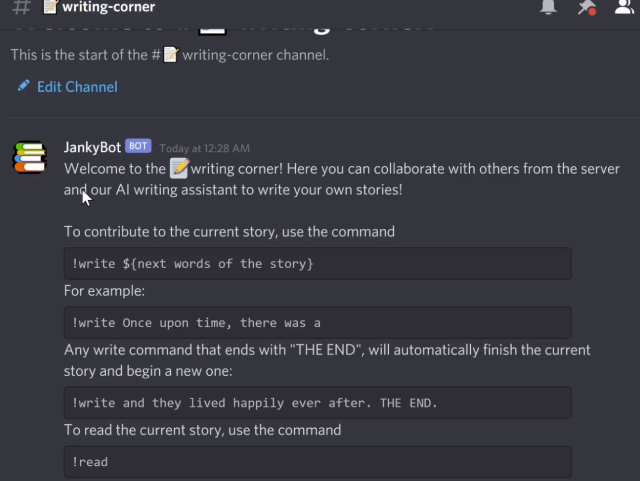 # 📝 writing-corner
This is the start of the # 📝 writing-corner channel.
Edit Channel
JankyBot BOT Today at 12:28 AM
Welcome to the 📝 writing corner! Here you can collaborate with others from the server
and our AI writing assistant to write your own stories!
To contribute to the current story, use the command
!write ${next words of the story}
For example:
!write Once upon time, there was a
Any write command that ends with "THE END", will automatically finish the current
story and begin a new one:
!write and they lived happily ever after. THE END.
To read the current story, use the command
!read